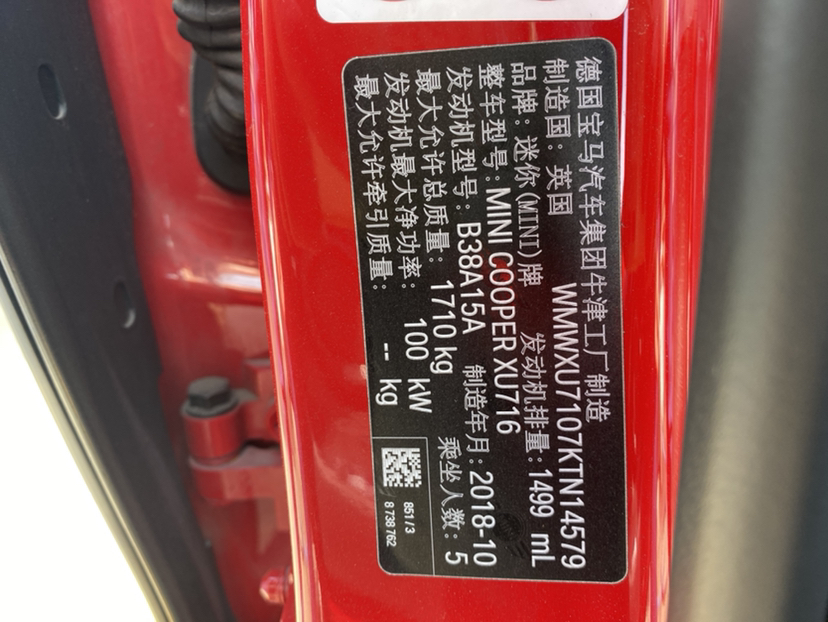 德国宝马汽车集团牛津工厂制造
制造国：英国 WMWXU7107KTN14579
品牌：迷你(MINI)牌 发动机排量：1499 mL
整车型号：MINI COOPER XU716
发动机型号：B38A15A 制造年月：2018-10
最大允许总质量：1710 kg 乘坐人数：5
发动机最大净功率：100 kW
最大允许牵引质量：-- kg
851/3
8 738 762